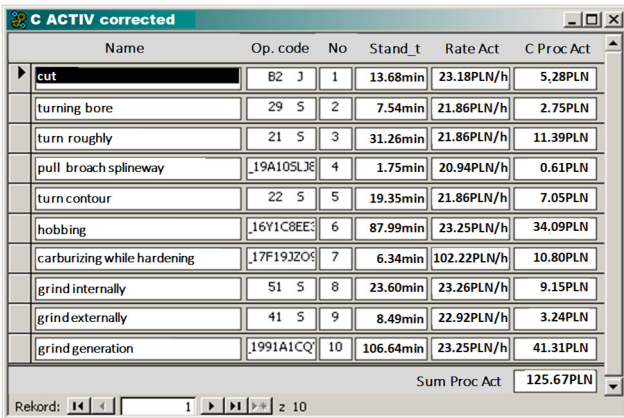 C ACTIV corrected
Name Op. code No Stand_t Rate Act C Proc Act
cut B2 J 1 13.68min 23.18PLN/h 5,28PLN
turning bore 29 S 2 7.54min 21.86PLN/h 2.75PLN
turn roughly 21 S 3 31.26min 21.86PLN/h 11.39PLN
pull broach splineway _19A10SLJ8 4 1.75min 20.94PLN/h 0.61PLN
turn contour 22 S 5 19.35min 21.86PLN/h 7.05PLN
hobbing _16Y1C8EE3 6 87.99min 23.25PLN/h 34.09PLN
carburizing while hardening _17F19JZO9 7 6.34min 102.22PLN/h 10.80PLN
grind internally 51 S 8 23.60min 23.26PLN/h 9.15PLN
grind externally 41 S 9 8.49min 22.92PLN/h 3.24PLN
grind generation _1991A1CQ 10 106.64min 23.25PLN/h 41.31PLN
Sum Proc Act 125.67PLN
Rekord: 1 z 10